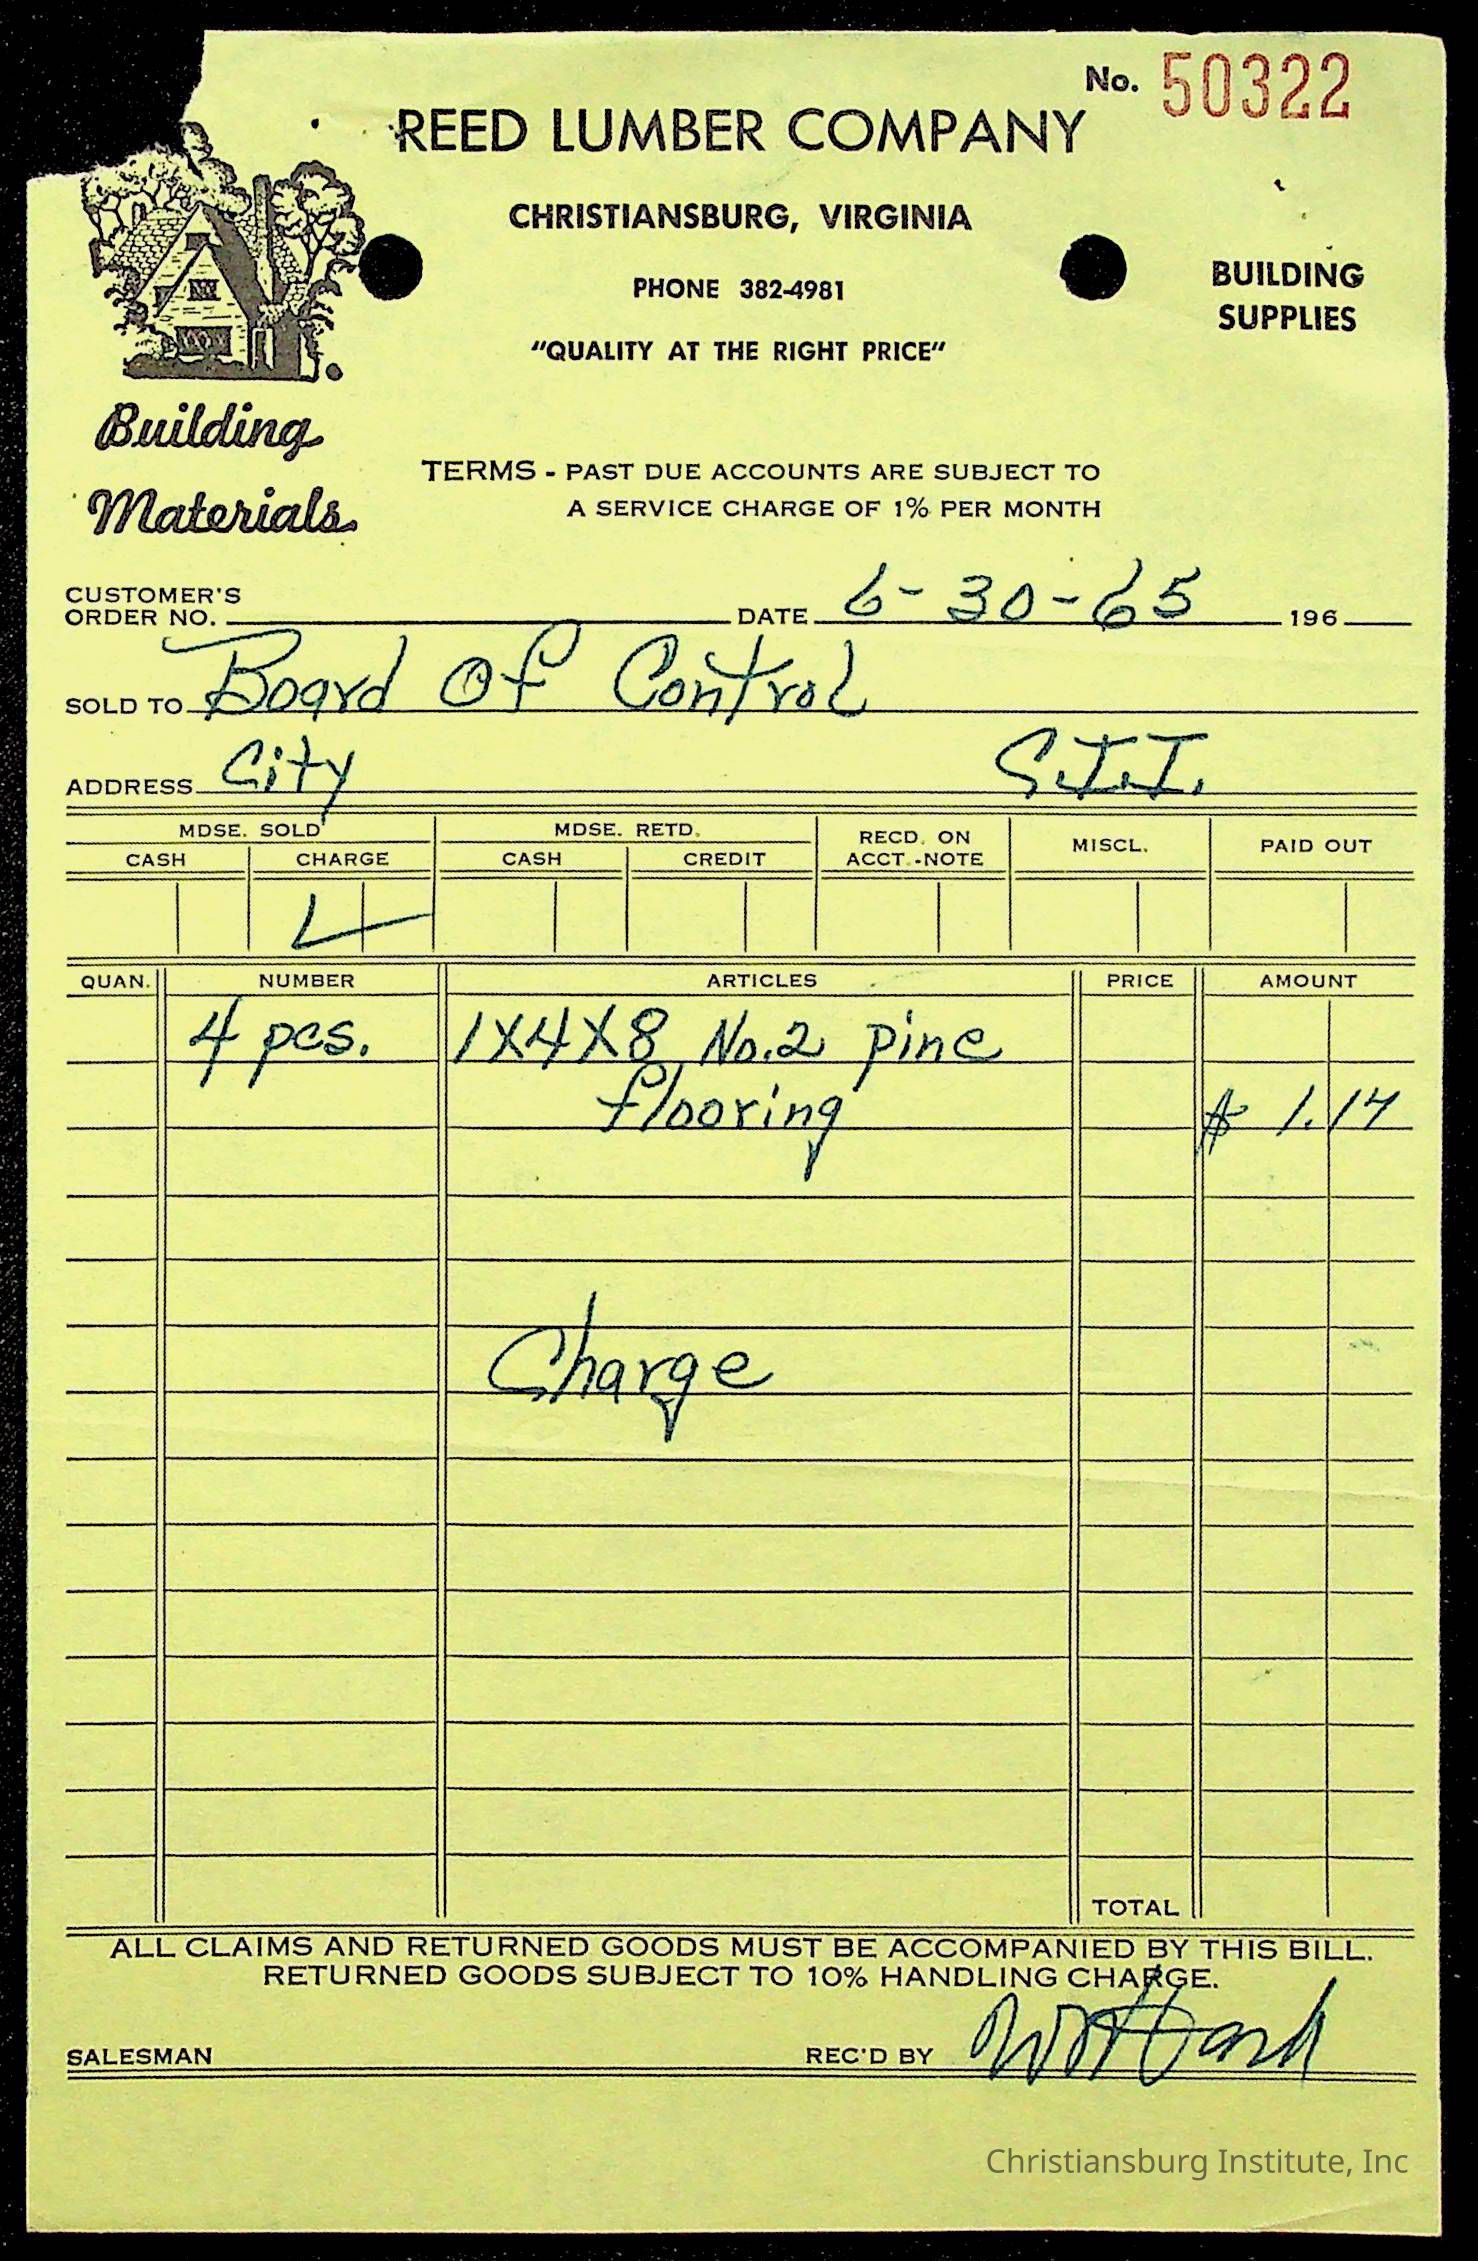 No. 50322
REED LUMBER COMPANY
CHRISTIANSBURG, VIRGINIA
PHONE 382-4981
"QUALITY AT THE RIGHT PRICE"
BUILDING
SUPPLIES
Building
Materials
TERMS - PAST DUE ACCOUNTS ARE SUBJECT TO
A SERVICE CHARGE OF 1% PER MONTH
CUSTOMER'S
ORDER NO. DATE 6-30-65 196
SOLD TO Board Of Control
ADDRESS City
MDSE. SOLD MDSE. RETD. RECD. ON ACCT.-NOTE MISCL. PAID OUT
CASH CHARGE CASH CREDIT
QUAN. NUMBER ARTICLES PRICE AMOUNT
4 pcs. 1X4X8 No.2 pine
flooring $ 1.17
Charge
TOTAL
ALL CLAIMS AND RETURNED GOODS MUST BE ACCOMPANIED BY THIS BILL.
RETURNED GOODS SUBJECT TO 10% HANDLING CHARGE.
SALESMAN REC'D BY
Christiansburg Institute, Inc